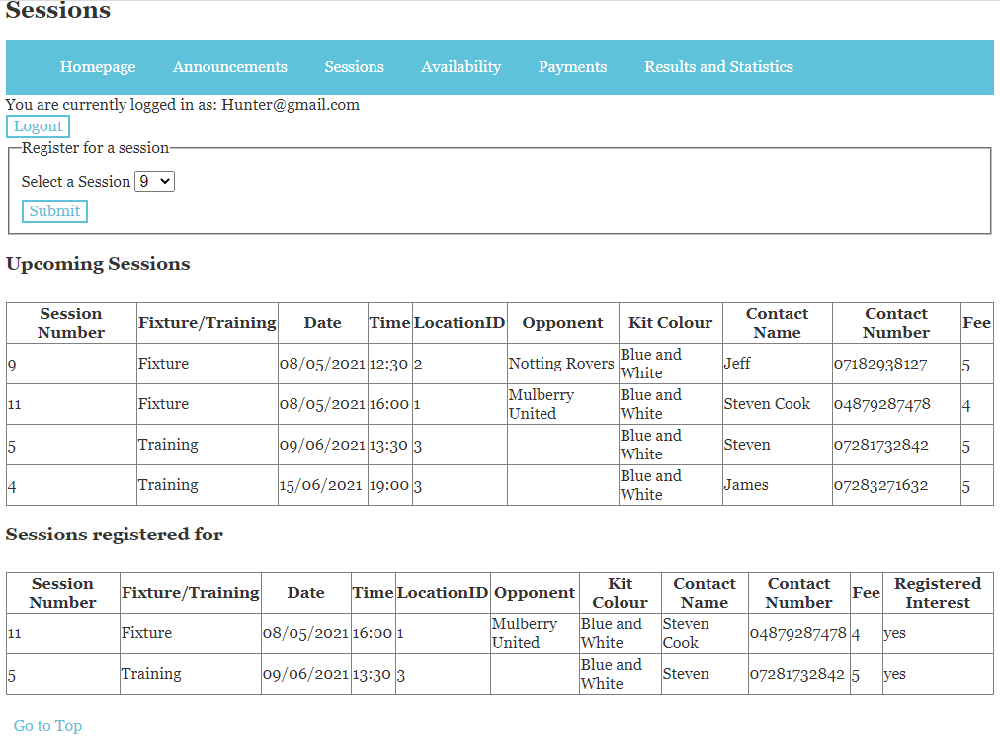 Sessions
Homepage Announcements Sessions Availability Payments Results and Statistics
You are currently logged in as: Hunter@gmail.com
Logout
Register for a session
Select a Session 9
Submit
Upcoming Sessions
Session Number Fixture/Training Date Time LocationID Opponent Kit Colour Contact Name Contact Number Fee
9 Fixture 08/05/2021 12:30 2 Notting Rovers Blue and White Jeff 07182938127 5
11 Fixture 08/05/2021 16:00 1 Mulberry United Blue and White Steven Cook 04879287478 4
5 Training 09/06/2021 13:30 3 Blue and White Steven 07281732842 5
4 Training 15/06/2021 19:00 3 Blue and White James 07283271632 5
Sessions registered for
Session Number Fixture/Training Date Time LocationID Opponent Kit Colour Contact Name Contact Number Fee Registered Interest
11 Fixture 08/05/2021 16:00 1 Mulberry United Blue and White Steven Cook 04879287478 4 yes
5 Training 09/06/2021 13:30 3 Blue and White Steven 07281732842 5 yes
Go to Top